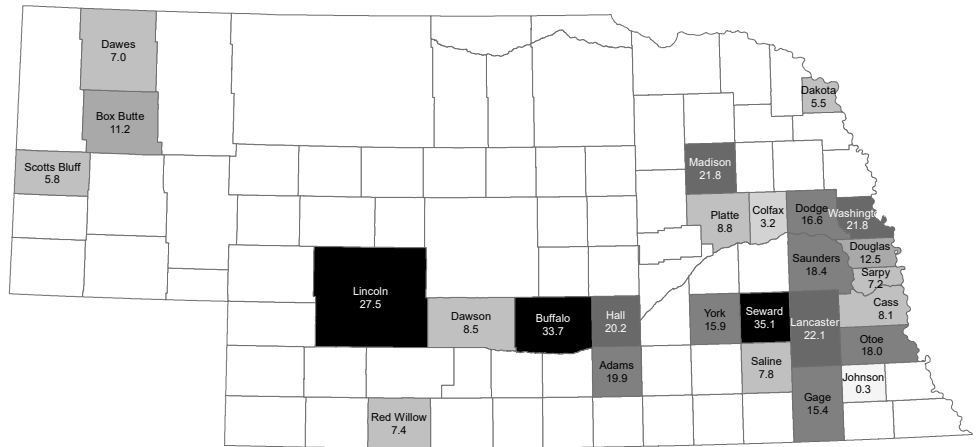 Dawes
7.0
Dakota
5.5
Box Butte
11.2
Scotts Bluff
5.8
Madison
21.8
Platte
8.8
Colfax
3.2
Dodge
16.6
Washington
21.8
Douglas
12.5
Saunders
18.4
Sarpy
7.2
Lincoln
27.5
Dawson
8.5
Buffalo
33.7
Hall
20.2
York
15.9
Seward
35.1
Lancaster
22.1
Cass
8.1
Otoe
18.0
Adams
19.9
Saline
7.8
Johnson
0.3
Gage
15.4
Red Willow
7.4